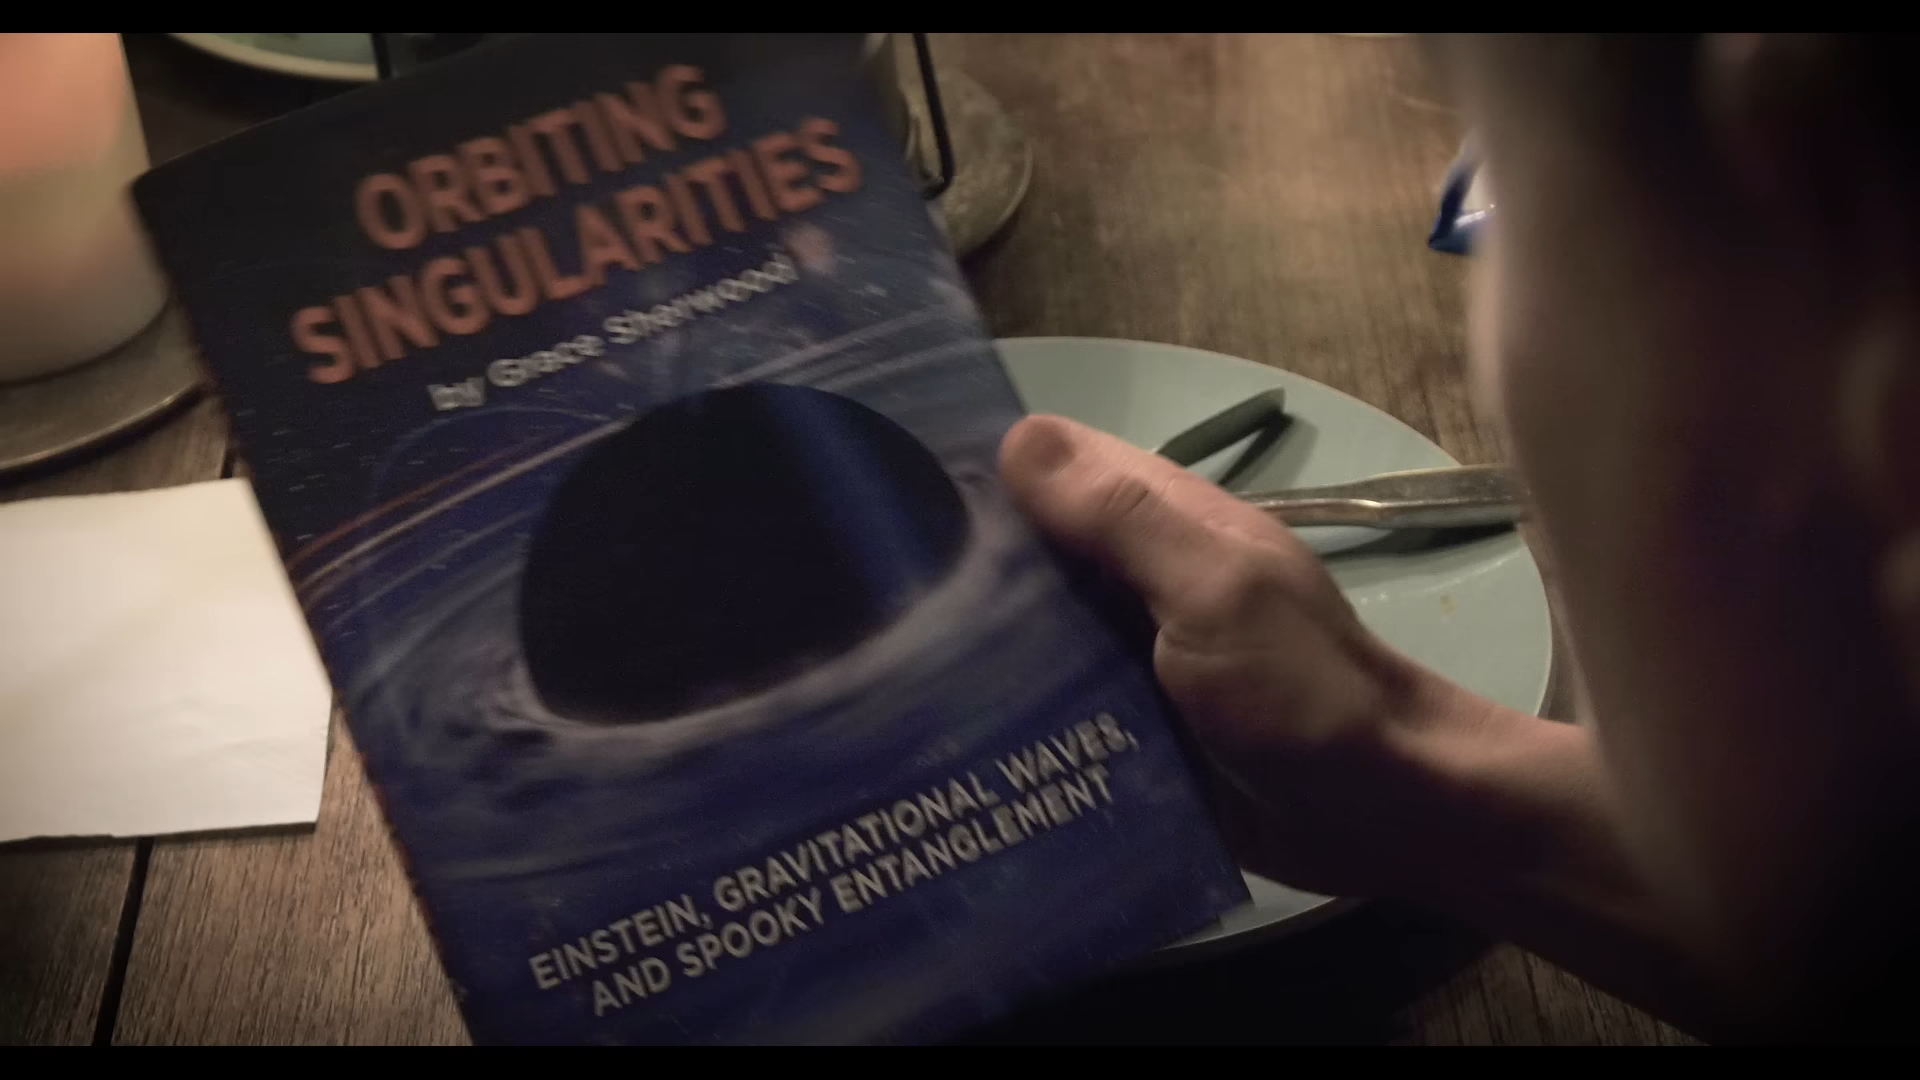 ORBITING
SINGULARITIES
by Grace Sherwood
EINSTEIN, GRAVITATIONAL WAVES,
AND SPOOKY ENTANGLEMENT